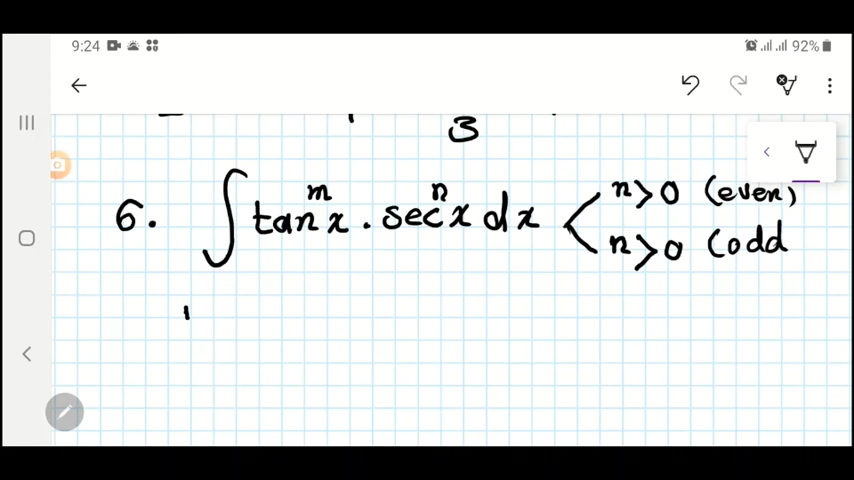 9:24 92%
3
6. ∫ tan^m x . sec^n x dx < n>0 (even)
n>0 (odd